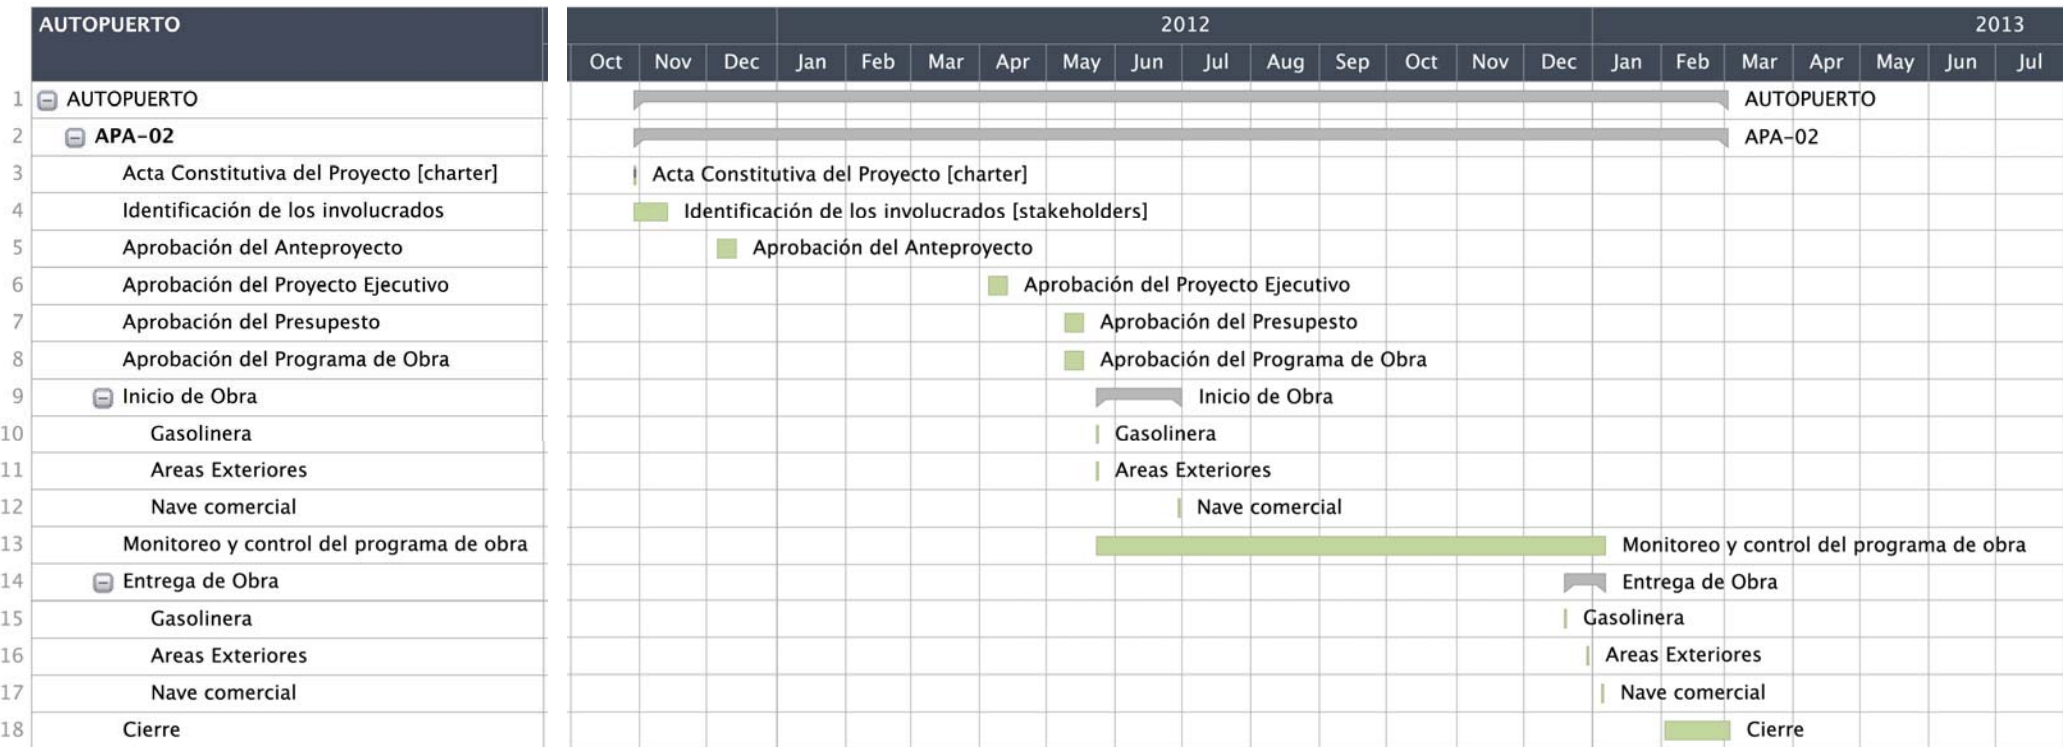 AUTOPUERTO 2012 2013
Oct Nov Dec Jan Feb Mar Apr May Jun Jul Aug Sep Oct Nov Dec Jan Feb Mar Apr May Jun Jul
1 AUTOPUERTO AUTOPUERTO
2 APA-02 APA-02
3 Acta Constitutiva del Proyecto [charter] Acta Constitutiva del Proyecto [charter]
4 Identificación de los involucrados Identificación de los involucrados [stakeholders]
5 Aprobación del Anteproyecto Aprobación del Anteproyecto
6 Aprobación del Proyecto Ejecutivo Aprobación del Proyecto Ejecutivo
7 Aprobación del Presupesto Aprobación del Presupesto
8 Aprobación del Programa de Obra Aprobación del Programa de Obra
9 Inicio de Obra Inicio de Obra
10 Gasolinera Gasolinera
11 Areas Exteriores Areas Exteriores
12 Nave comercial Nave comercial
13 Monitoreo y control del programa de obra Monitoreo y control del programa de obra
14 Entrega de Obra Entrega de Obra
15 Gasolinera Gasolinera
16 Areas Exteriores Areas Exteriores
17 Nave comercial Nave comercial
18 Cierre Cierre